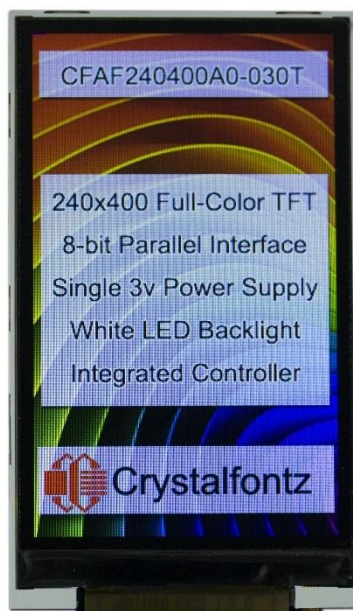 CFAF240400A0-030T
240x400 Full-Color TFT
8-bit Parallel Interface
Single 3v Power Supply
White LED Backlight
Integrated Controller
Crystalfontz